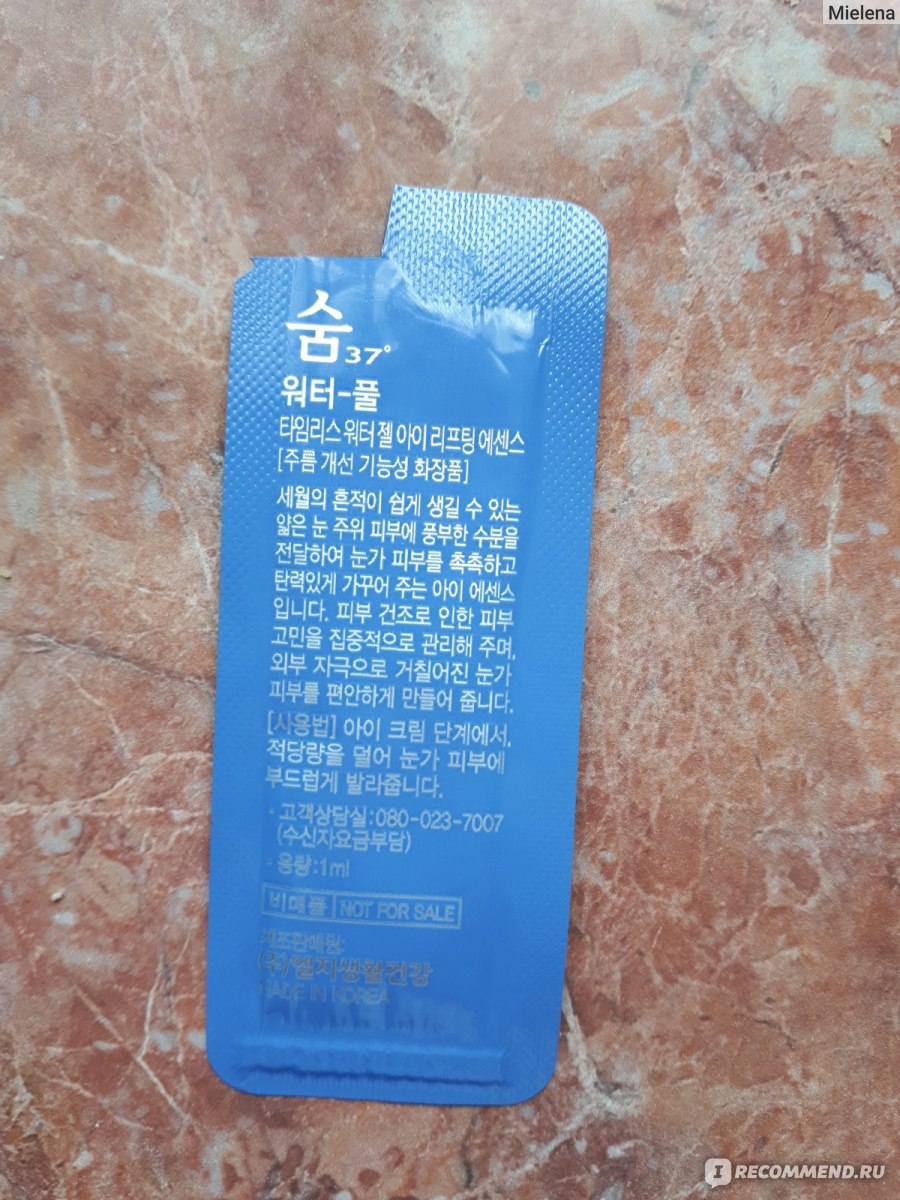 Mielena
숨37°
워터-풀
타임리스 워터 젤 아이 리프팅 에센스
[주름 개선 기능성 화장품]
세월의 흔적이 쉽게 생길 수 있는
얇은 눈 주위 피부에 풍부한 수분을
전달하여 눈가 피부를 촉촉하고
탄력있게 가꾸어 주는 아이 에센스
입니다. 피부 건조로 인한 피부
고민을 집중적으로 관리해 주며,
외부 자극으로 거칠어진 눈가
피부를 편안하게 만들어 줍니다.
[사용법] 아이 크림 단계에서,
적당량을 덜어 눈가 피부에
부드럽게 발라줍니다.
· 고객상담실:080-023-7007
(수신자요금부담)
· 용량:1ml
비매품 NOT FOR SALE
제조판매원:
(주)엘지생활건강
MADE IN KOREA
IRECOMMEND.RU